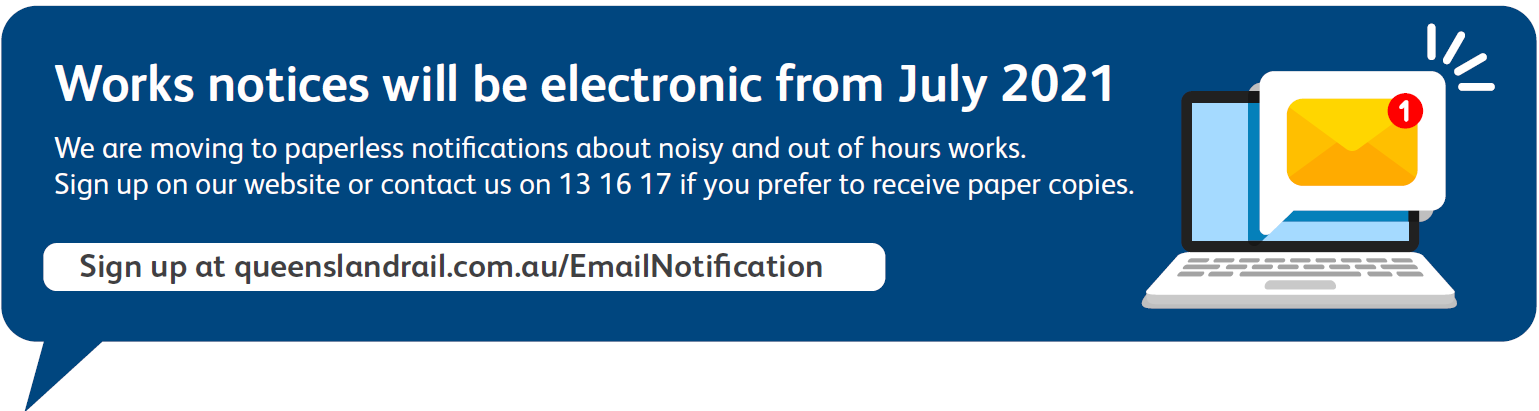 Works notices will be electronic from July 2021
We are moving to paperless notifications about noisy and out of hours works.
Sign up on our website or contact us on 13 16 17 if you prefer to receive paper copies.
Sign up at queenslandrail.com.au/EmailNotification
1